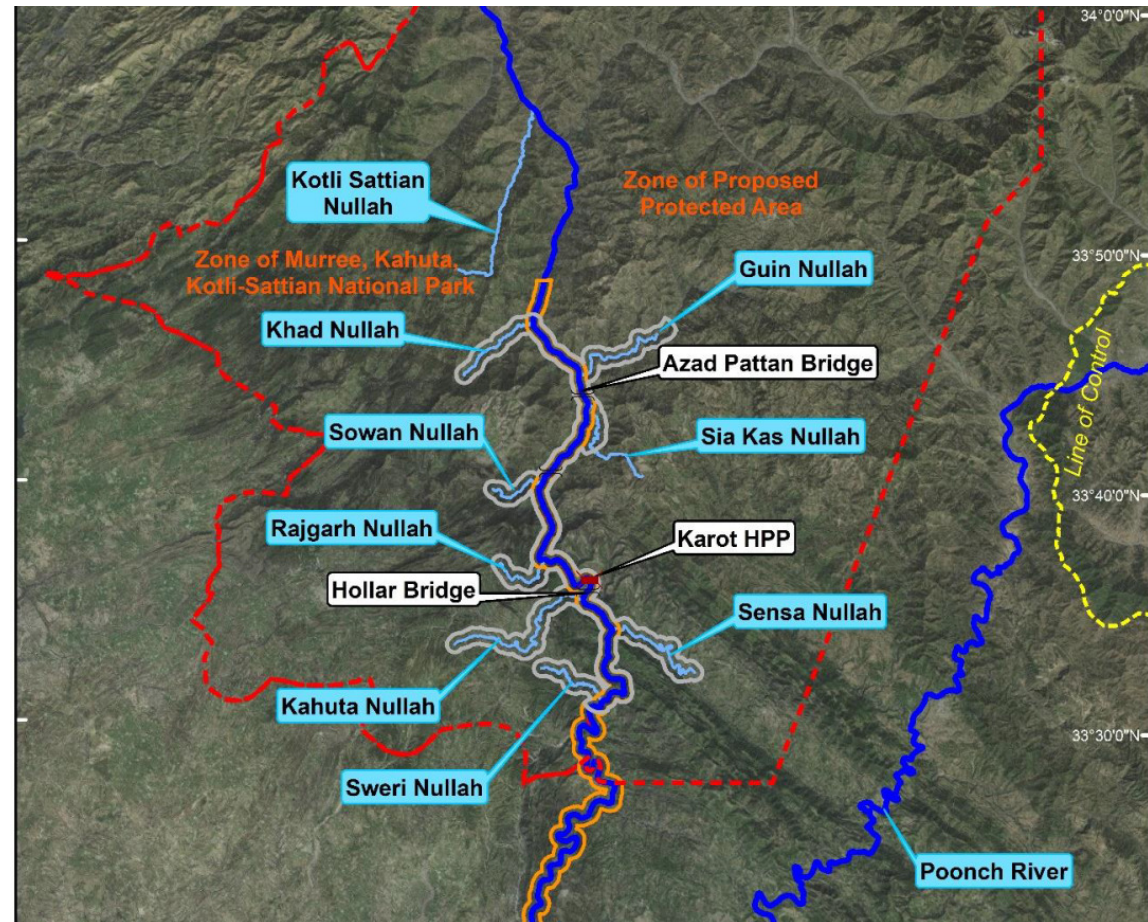 34°0'0"N
Kotli Sattian
Nullah
Zone of Proposed
Protected Area
Zone of Murree, Kahuta,
Kotli-Sattian National Park
33°50'0"N
Guin Nullah
Khad Nullah
Azad Pattan Bridge
Sowan Nullah
Sia Kas Nullah
Line of Control
33°40'0"N
Rajgarh Nullah
Karot HPP
Hollar Bridge
Sensa Nullah
Kahuta Nullah
33°30'0"N
Sweri Nullah
Poonch River